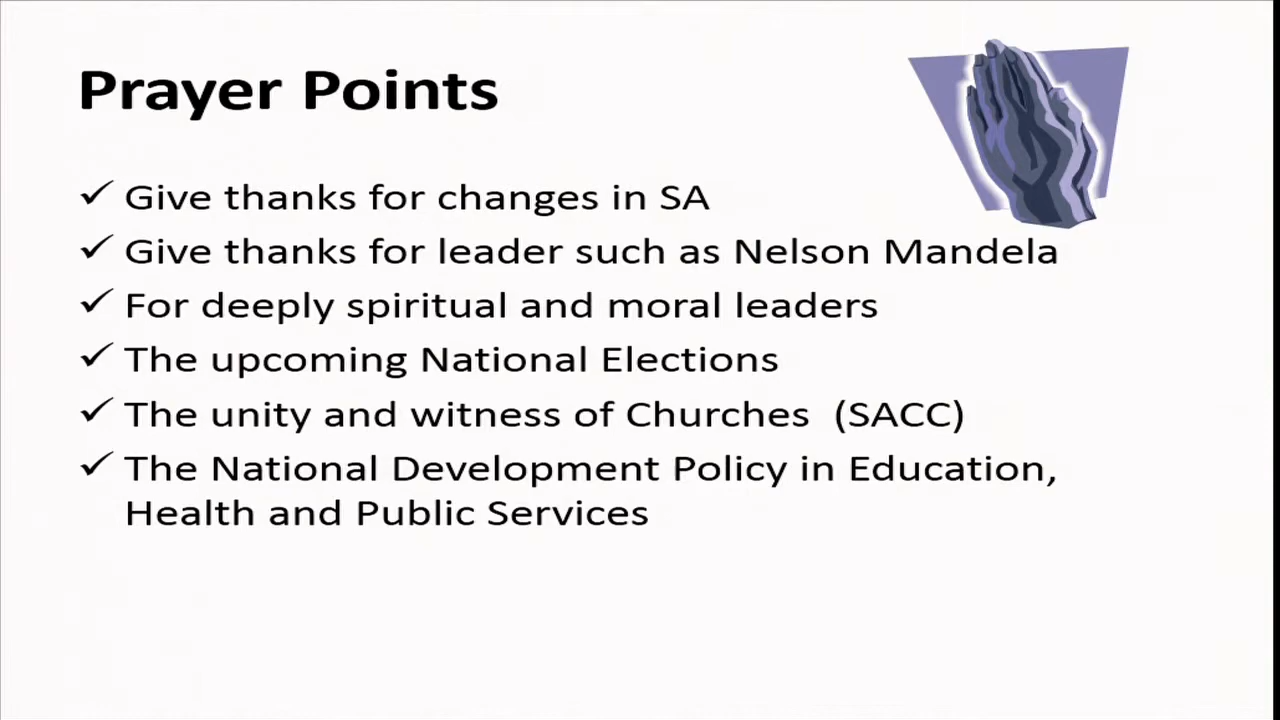 Prayer Points
✓ Give thanks for changes in SA
✓ Give thanks for leader such as Nelson Mandela
✓ For deeply spiritual and moral leaders
✓ The upcoming National Elections
✓ The unity and witness of Churches (SACC)
✓ The National Development Policy in Education,
Health and Public Services